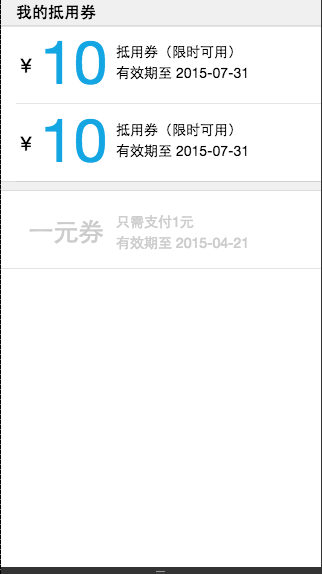 我的抵用券
¥ 10
抵用券（限时可用）
有效期至 2015-07-31
¥ 10
抵用券（限时可用）
有效期至 2015-07-31
一元券
只需支付1元
有效期至 2015-04-21